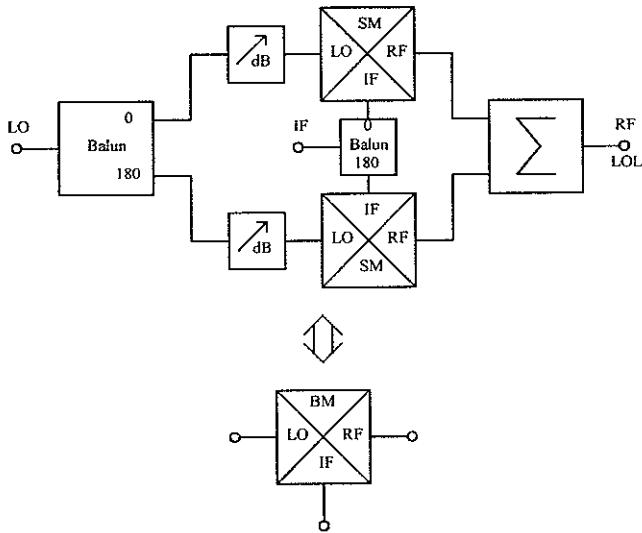 SM
LO RF
IF
dB
LO
0
Balun
180
IF
0
Balun
180
RF
LOL
Σ
dB
IF
LO RF
SM
BM
LO RF
IF